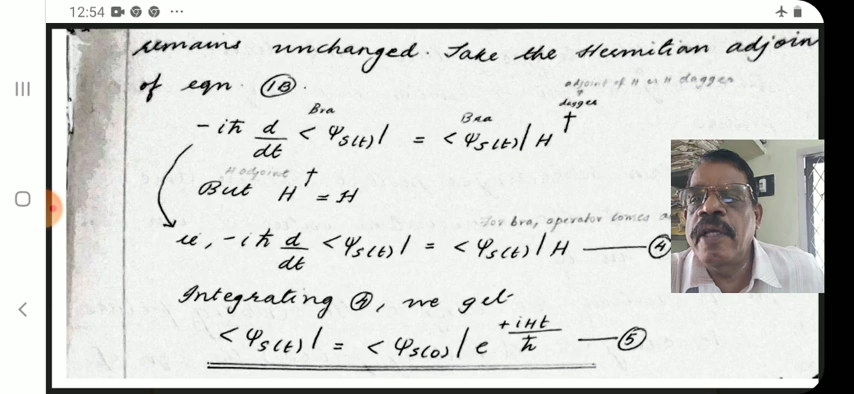 12:54
remains unchanged. Take the Hermitian adjoin
of eqn. (1B).
adjoint of H or H dagger
dagger
Bra Bra
-iħ d/dt <ψs(t)| = <ψs(t)| H†
H adjoint
But H† = H
For bra, operator comes a
ie, -iħ d/dt <ψs(t)| = <ψs(t)| H —— (4)
Integrating (4), we get
<ψs(t)| = <ψs(0)| e^(+iHt/ħ) —— (5)